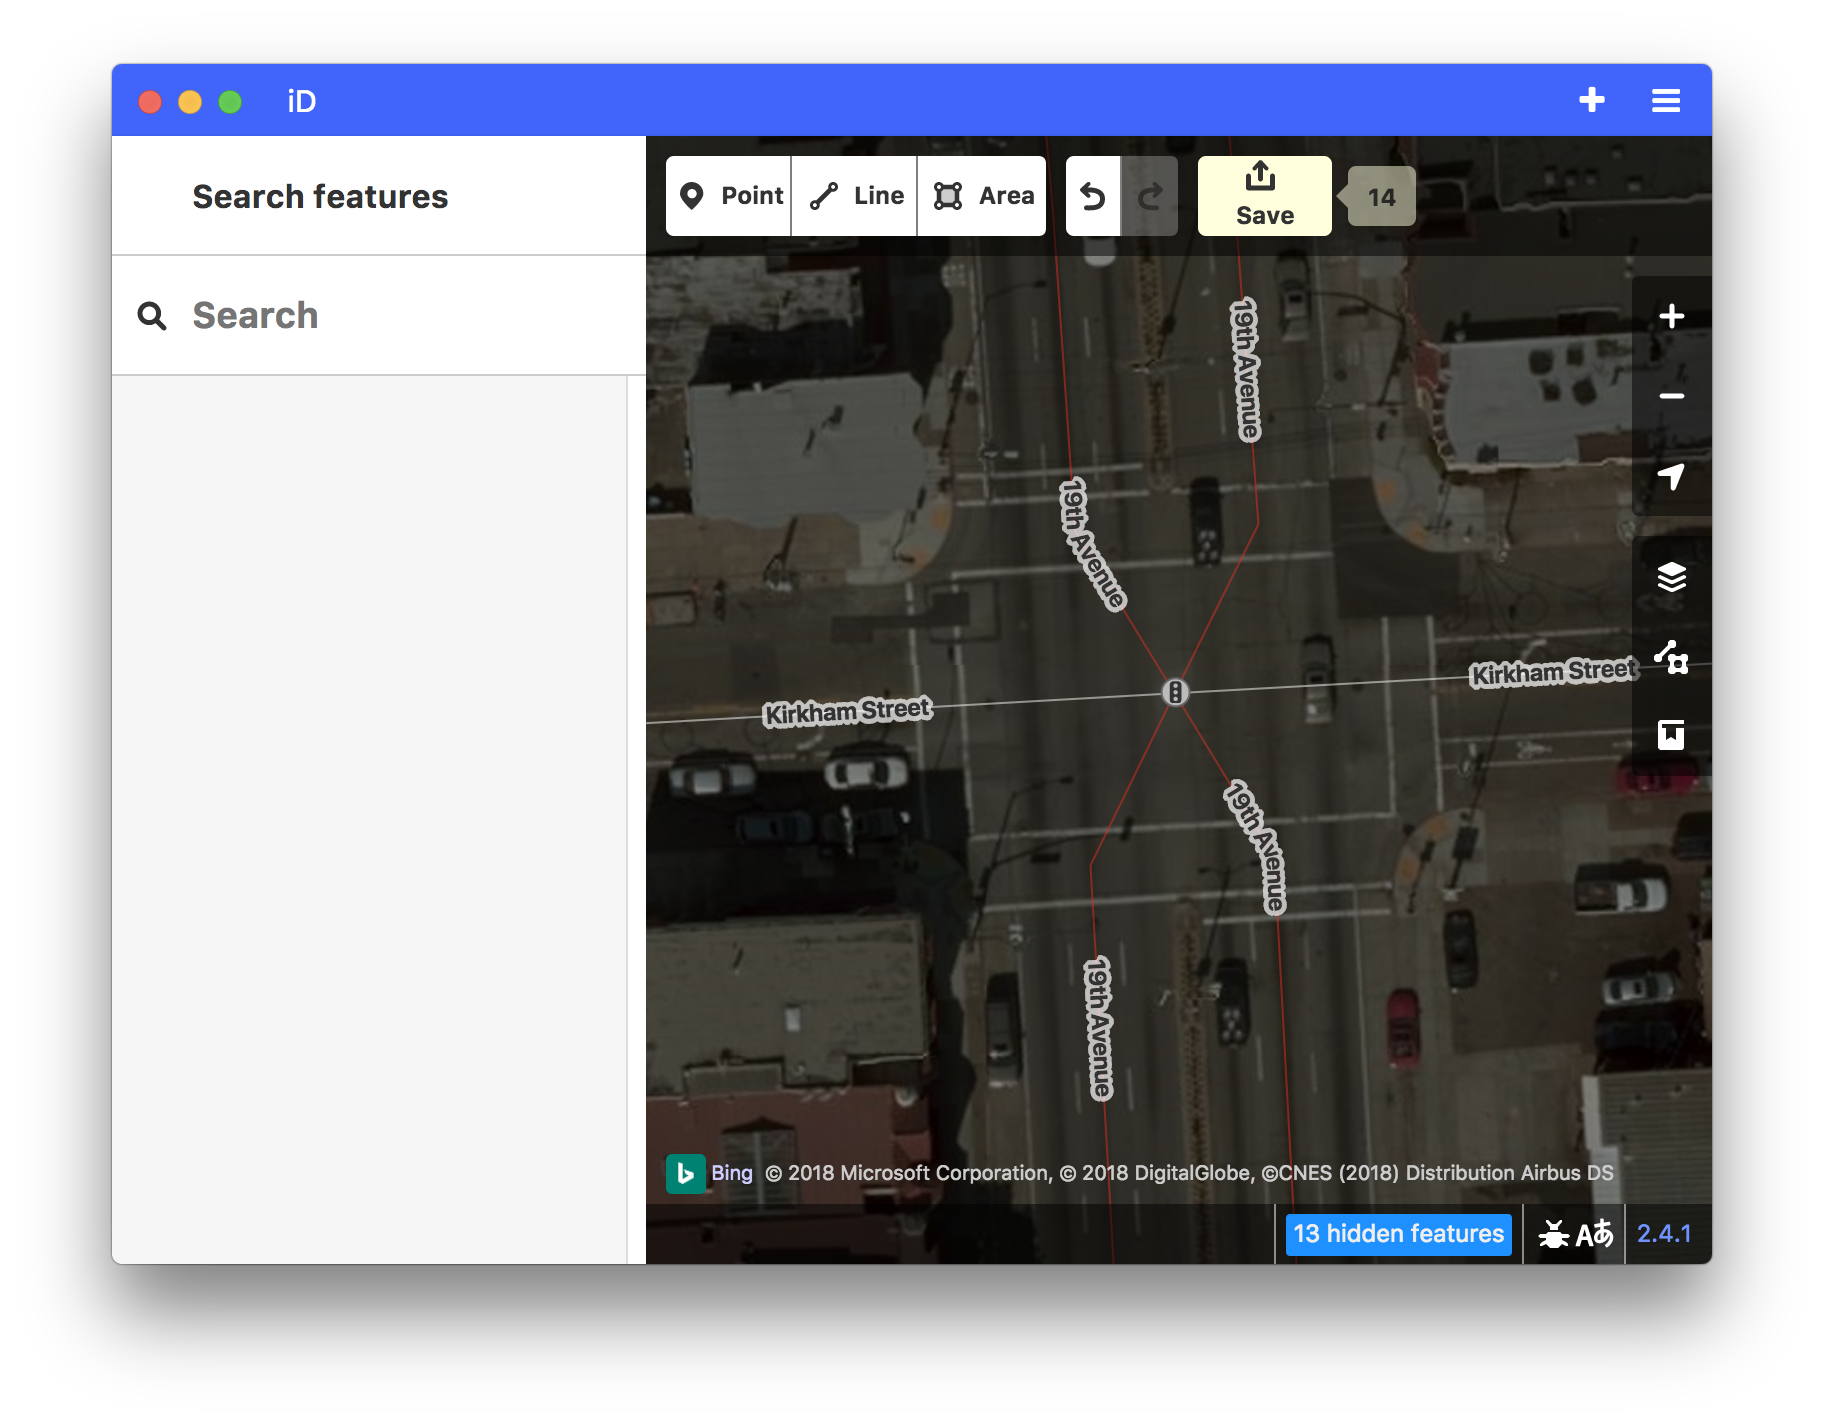 iD
Search features
Search
Point
Line
Area
Save
14
19th Avenue
19th Avenue
Kirkham Street
Kirkham Street
19th Avenue
19th Avenue
Bing © 2018 Microsoft Corporation, © 2018 DigitalGlobe, ©CNES (2018) Distribution Airbus DS
13 hidden features
Aあ
2.4.1